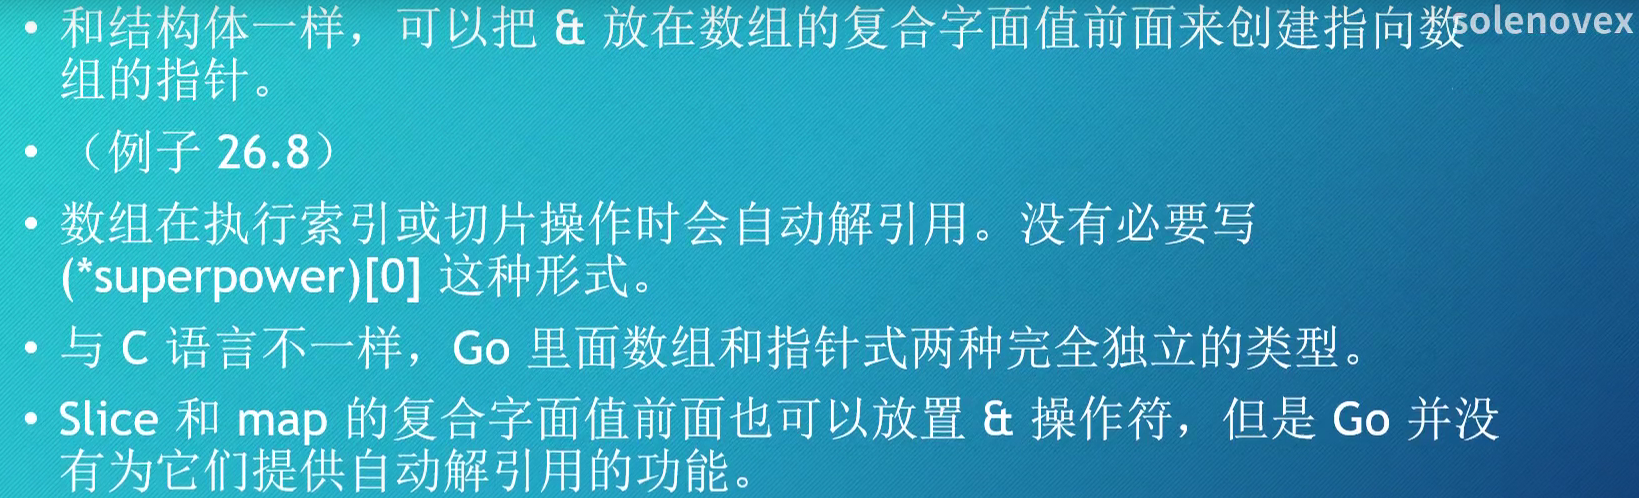 • 和结构体一样，可以把 & 放在数组的复合字面值前面来创建指向数
solenovex
组的指针。
• （例子 26.8）
• 数组在执行索引或切片操作时会自动解引用。没有必要写
(*superpower)[0] 这种形式。
• 与 C 语言不一样，Go 里面数组和指针式两种完全独立的类型。
• Slice 和 map 的复合字面值前面也可以放置 & 操作符，但是 Go 并没
有为它们提供自动解引用的功能。